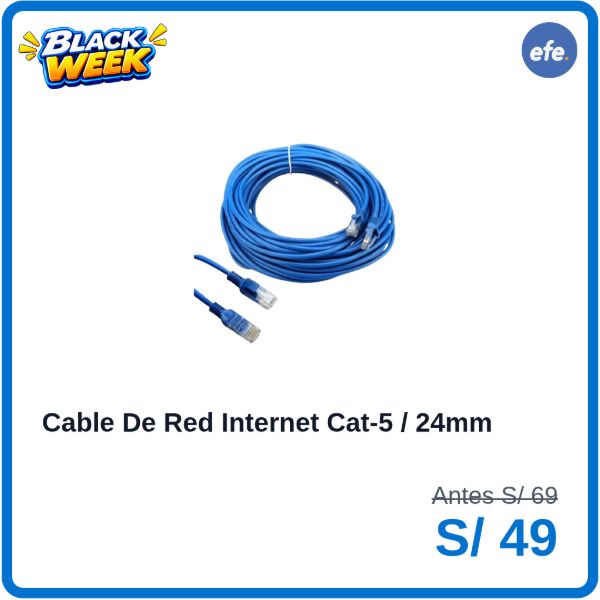 BLACK
WEEK
efe.
Cable De Red Internet Cat-5 / 24mm
Antes S/ 69
S/ 49